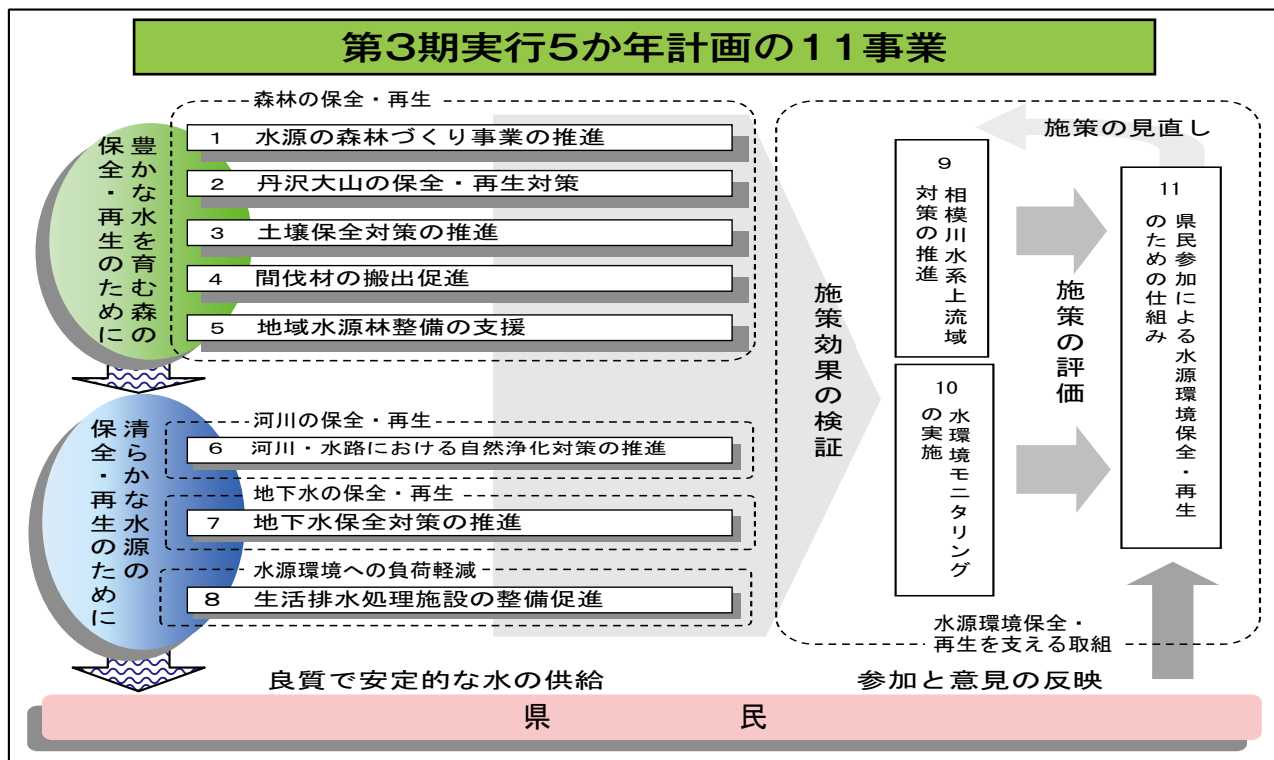 第3期実行5か年計画の11事業
森林の保全・再生
豊かな水を育む森の
保全・再生のために
1 水源の森林づくり事業の推進
2 丹沢大山の保全・再生対策
3 土壌保全対策の推進
4 間伐材の搬出促進
5 地域水源林整備の支援
清らかな水源の
保全・再生のために
河川の保全・再生
6 河川・水路における自然浄化対策の推進
地下水の保全・再生
7 地下水保全対策の推進
水源環境への負荷軽減
8 生活排水処理施設の整備促進
施策効果の検証
9 相模川水系上流域
対策の推進
10 水環境モニタリング
の実施
施策の評価
施策の見直し
11 県民参加による水源環境保全・再生
のための仕組み
水源環境保全・
再生を支える取組
良質で安定的な水の供給
参加と意見の反映
県民